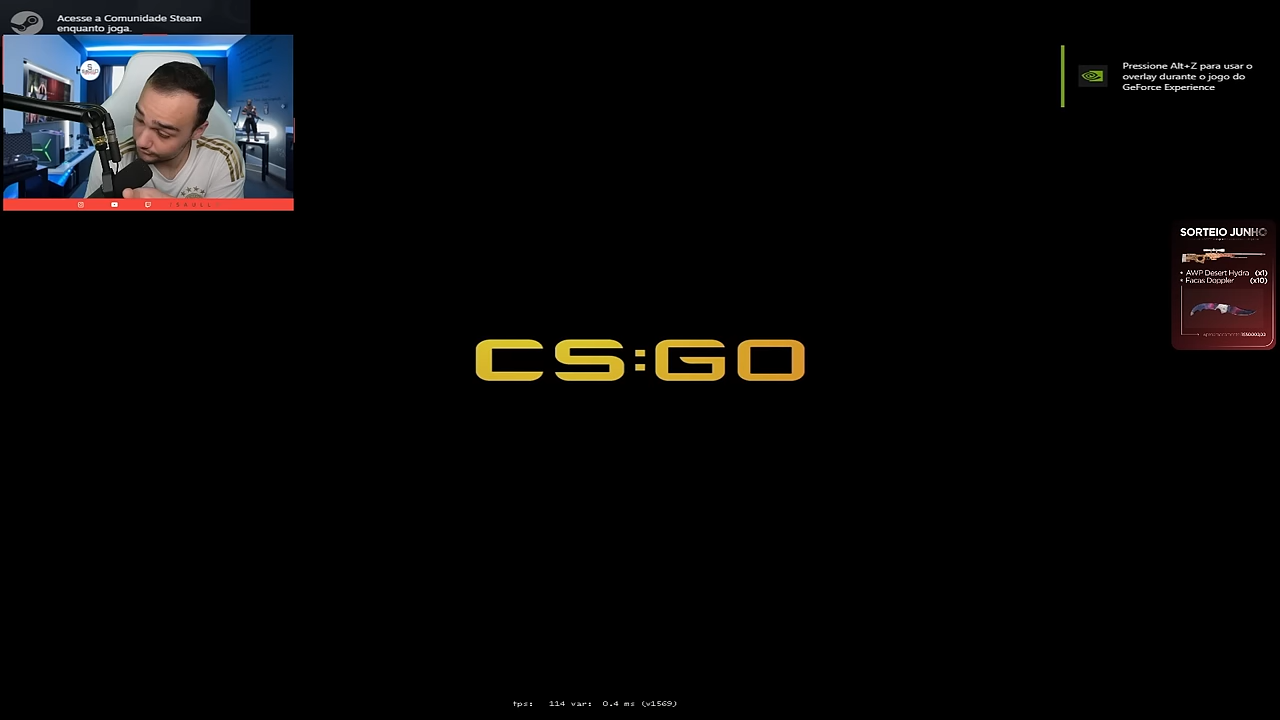 Acesse a Comunidade Steam
enquanto joga.
Pressione Alt+Z para usar o
overlay durante o jogo do
GeForce Experience
SORTEIO JUNHO
• AWP Desert Hydra (x1)
• Facas Doppler (x10)
CS:GO
fps: 114 var: 0.4 ms (v1569)